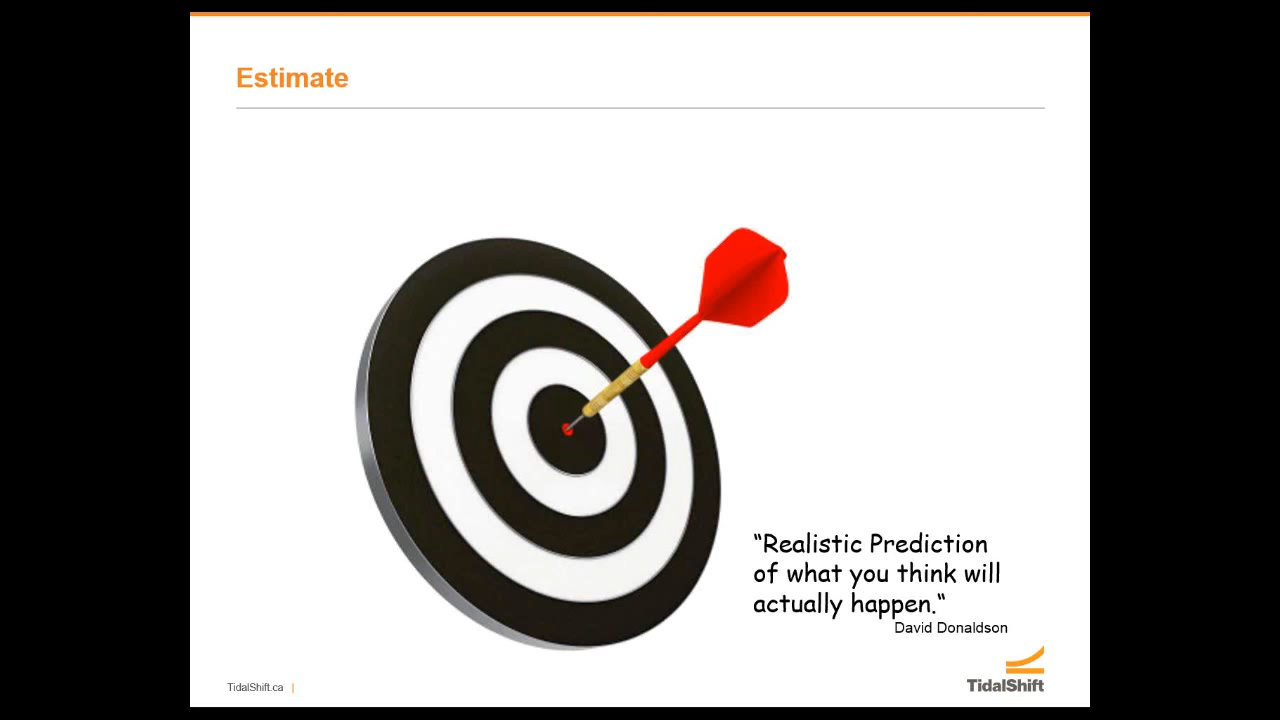 Estimate
“Realistic Prediction
of what you think will
actually happen.“
David Donaldson
TidalShift.ca |
TidalShift